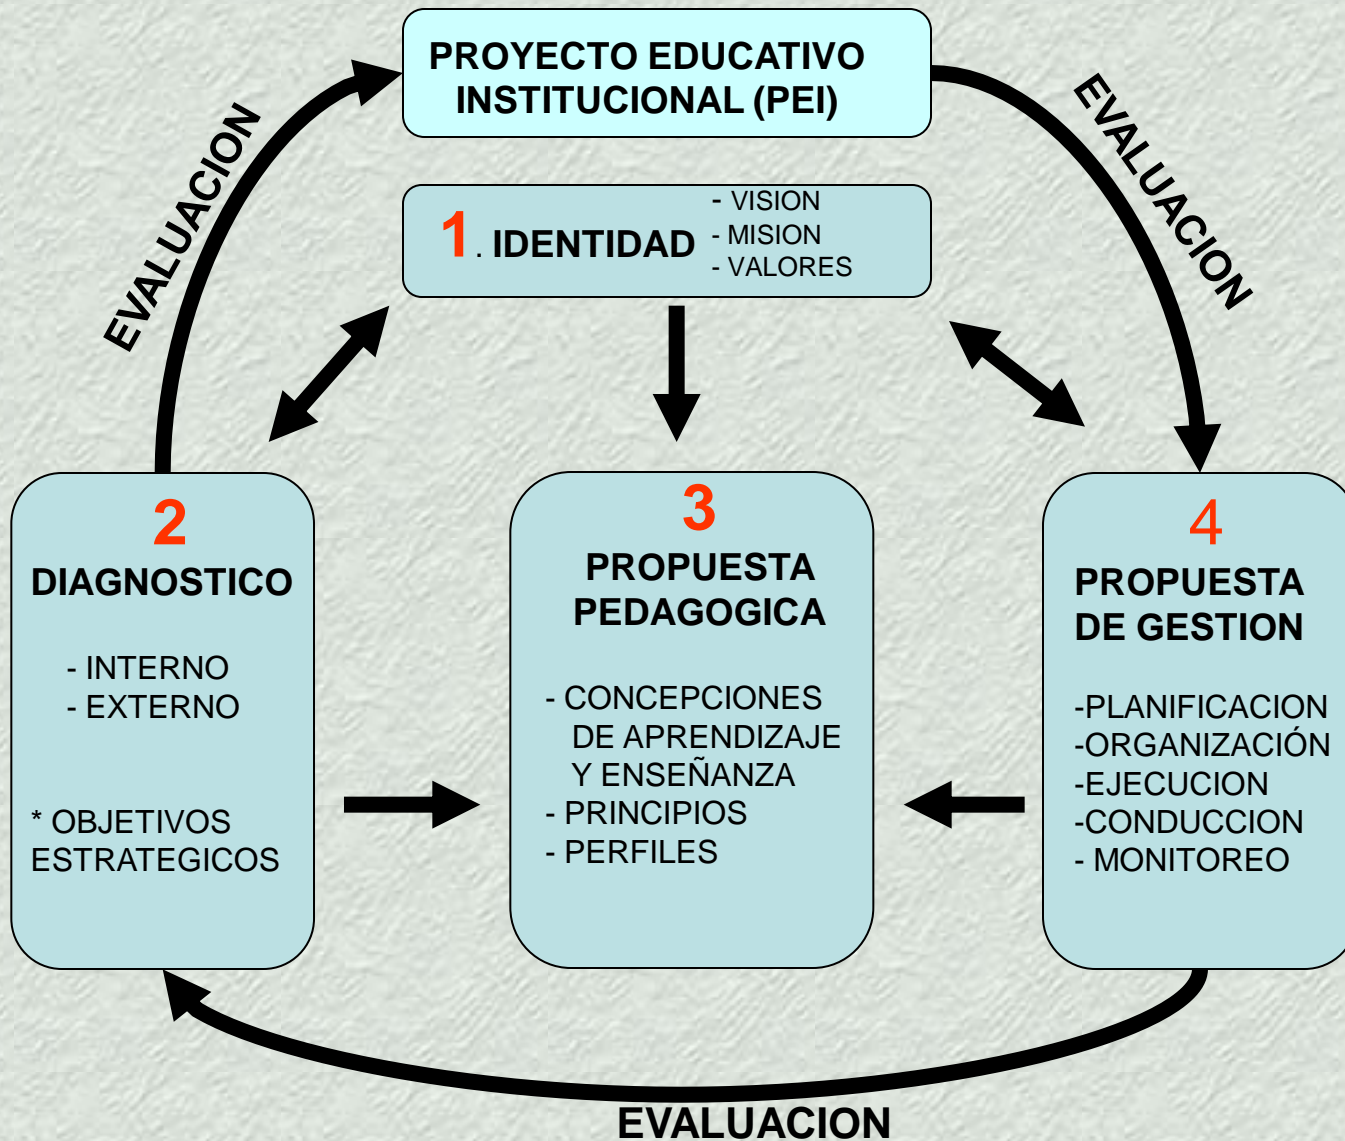 PROYECTO EDUCATIVO
INSTITUCIONAL (PEI)
EVALUACION
EVALUACION
1. IDENTIDAD
- VISION
- MISION
- VALORES
2
DIAGNOSTICO
- INTERNO
- EXTERNO
* OBJETIVOS
ESTRATEGICOS
3
PROPUESTA
PEDAGOGICA
- CONCEPCIONES
DE APRENDIZAJE
Y ENSEÑANZA
- PRINCIPIOS
- PERFILES
4
PROPUESTA
DE GESTION
-PLANIFICACION
-ORGANIZACIÓN
-EJECUCION
-CONDUCCION
- MONITOREO
EVALUACION